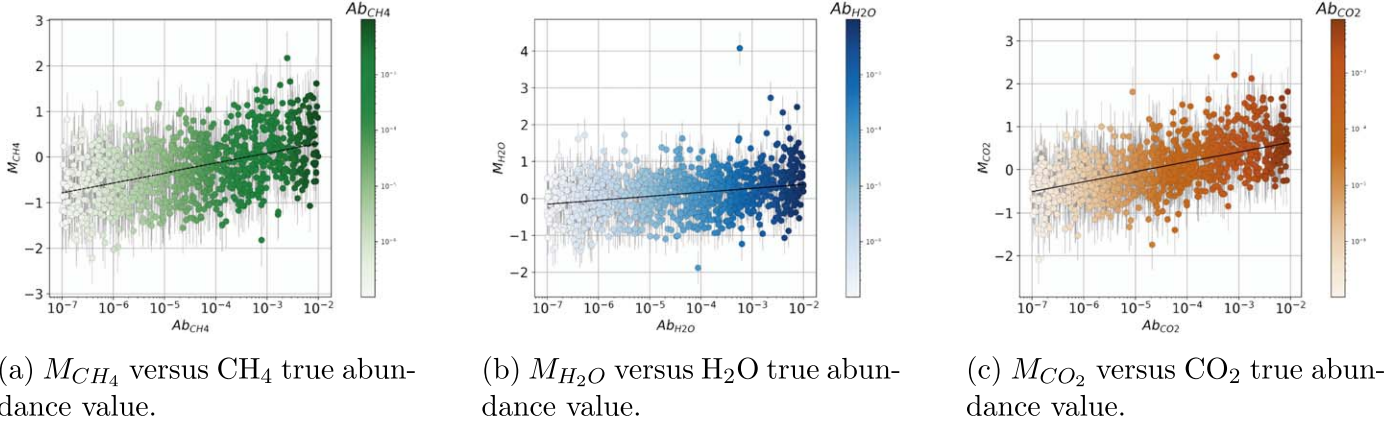 Ab_CH4
3
2
1
0
−1
−2
−3
M_CH4
10^-7 10^-6 10^-5 10^-4 10^-3 10^-2
Ab_CH4
10^-4
10^-5
Ab_H2O
4
3
2
1
0
−1
−2
M_H2O
10^-7 10^-6 10^-5 10^-4 10^-3 10^-2
Ab_H2O
Ab_CO2
3
2
1
0
−1
−2
M_CO2
10^-7 10^-6 10^-5 10^-4 10^-3 10^-2
Ab_CO2
(a) M_CH4 versus CH4 true abun-
dance value.
(b) M_H2O versus H2O true abun-
dance value.
(c) M_CO2 versus CO2 true abun-
dance value.